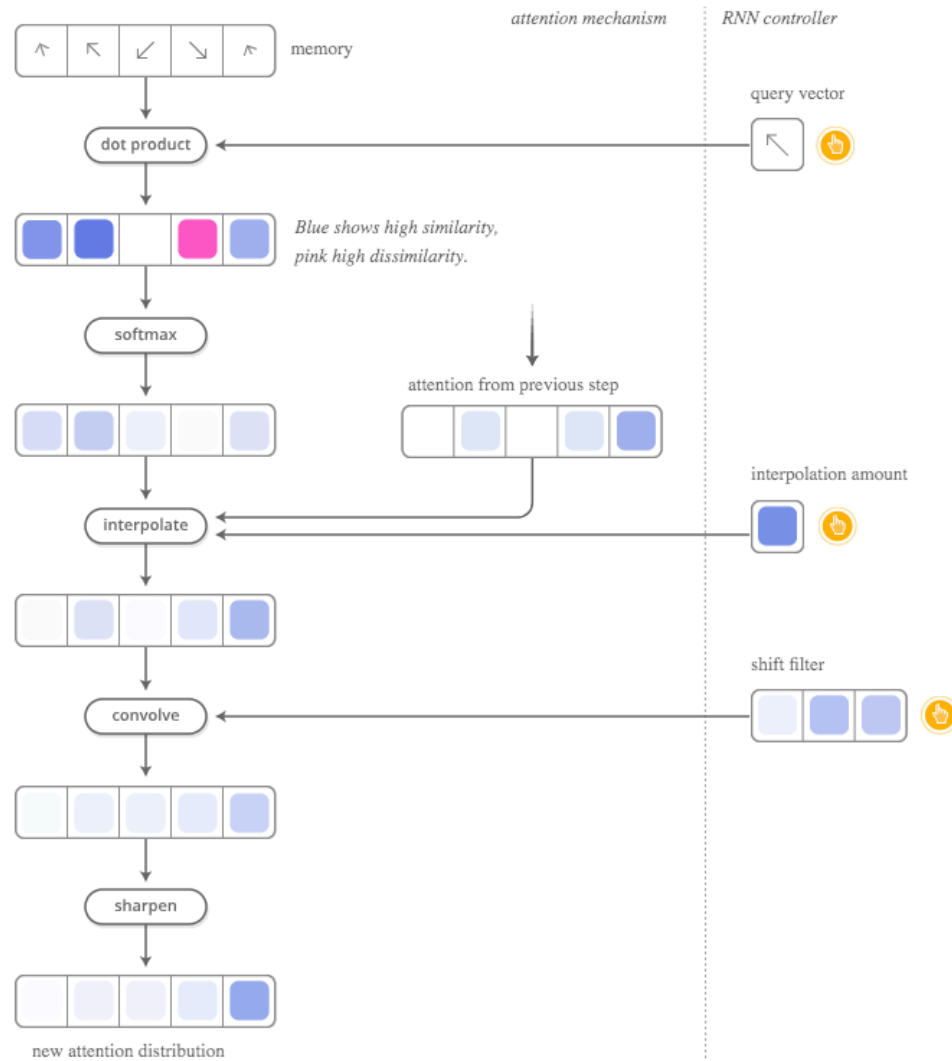 attention mechanism
RNN controller
memory
query vector
dot product
Blue shows high similarity,
pink high dissimilarity.
softmax
attention from previous step
interpolation amount
interpolate
shift filter
convolve
sharpen
new attention distribution